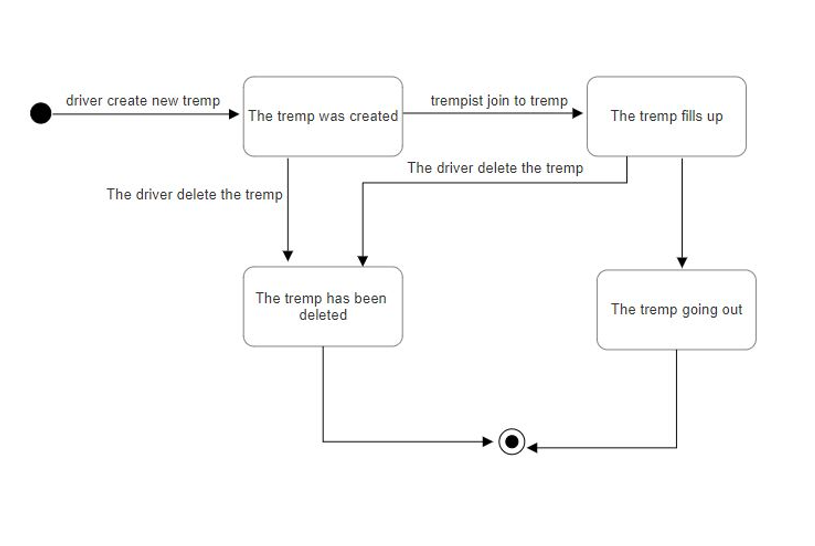 driver create new tremp
trempist join to tremp
The tremp was created
The tremp fills up
The driver delete the tremp
The driver delete the tremp
The tremp has been
deleted
The tremp going out